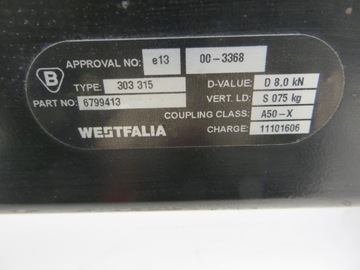 B
APPROVAL NO: e13 00-3368
TYPE: 303 315 D-VALUE: D 8,0 kN
PART NO: 6799413 VERT. LD: S 075 kg
COUPLING CLASS: A50-X
WESTFALIA CHARGE: 11101606